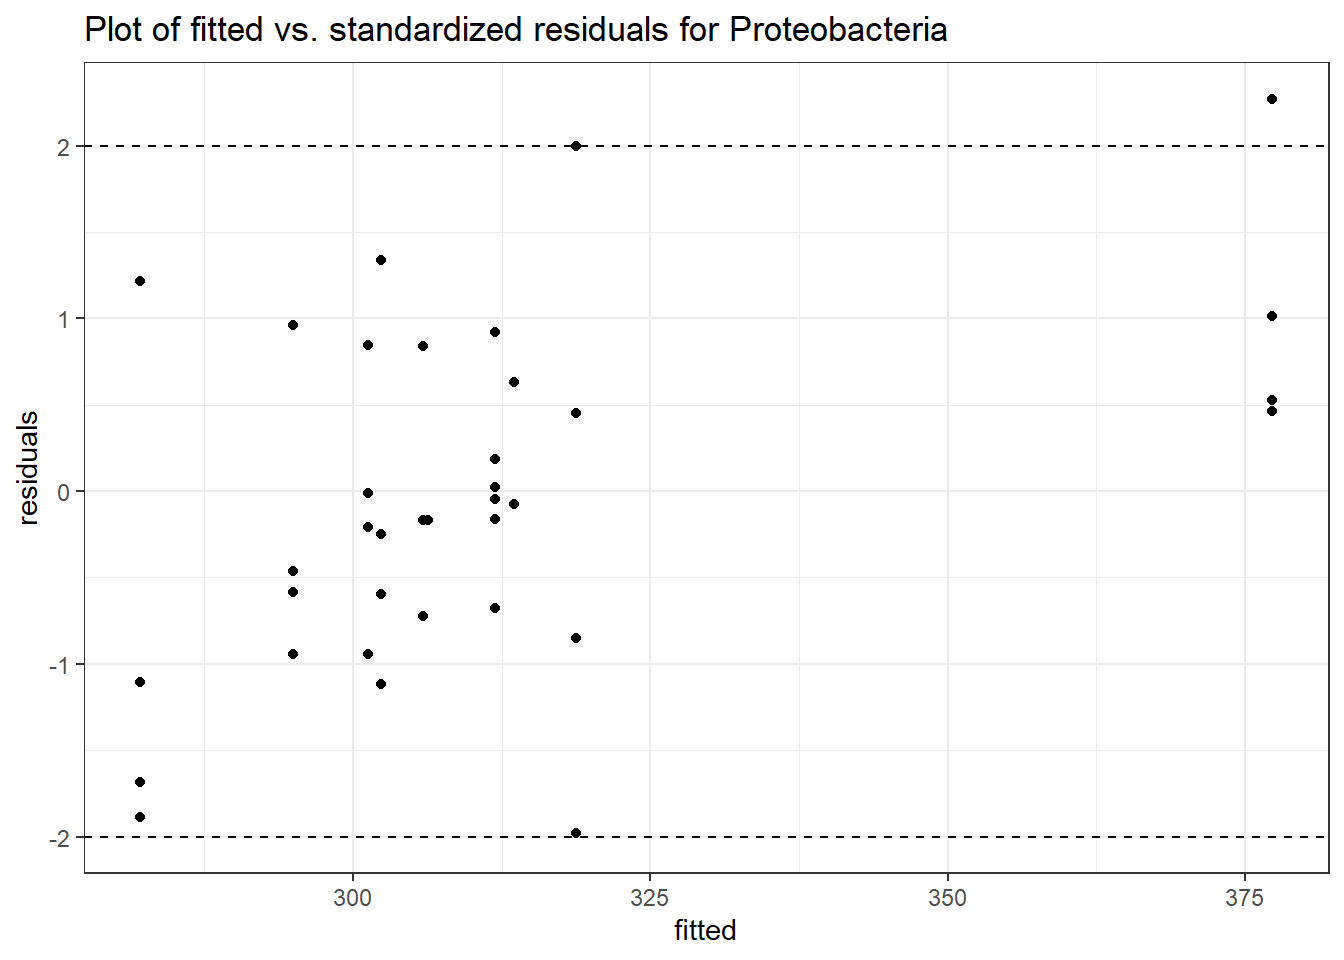 Plot of fitted vs. standardized residuals for Proteobacteria
2
1
0
-1
-2
residuals
300 325 350 375
fitted